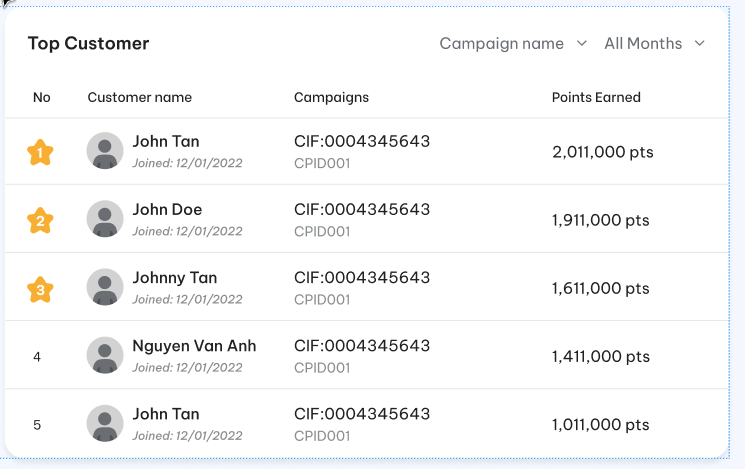 Top Customer
Campaign name All Months
No Customer name Campaigns Points Earned
1 John Tan CIF:0004345643 2,011,000 pts
Joined: 12/01/2022 CPID001
2 John Doe CIF:0004345643 1,911,000 pts
Joined: 12/01/2022 CPID001
3 Johnny Tan CIF:0004345643 1,611,000 pts
Joined: 12/01/2022 CPID001
4 Nguyen Van Anh CIF:0004345643 1,411,000 pts
Joined: 12/01/2022 CPID001
5 John Tan CIF:0004345643 1,011,000 pts
Joined: 12/01/2022 CPID001